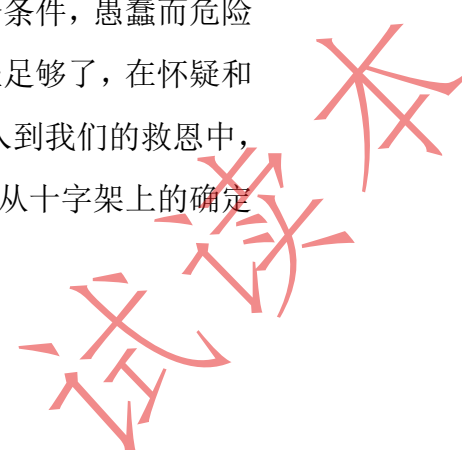 条件，愚蠢而危险
足够了，在怀疑和
到我们的救恩中，
从十字架上的确定
试读本